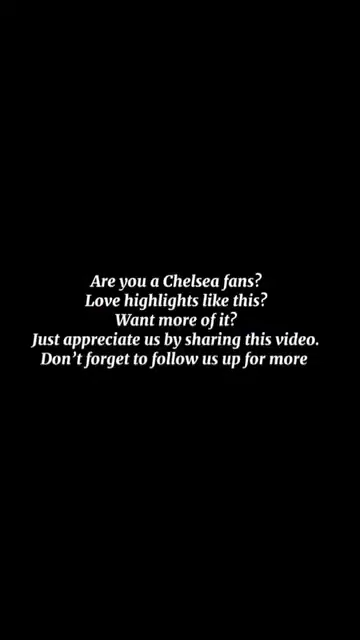 Are you a Chelsea fans?
Love highlights like this?
Want more of it?
Just appreciate us by sharing this video.
Don’t forget to follow us up for more